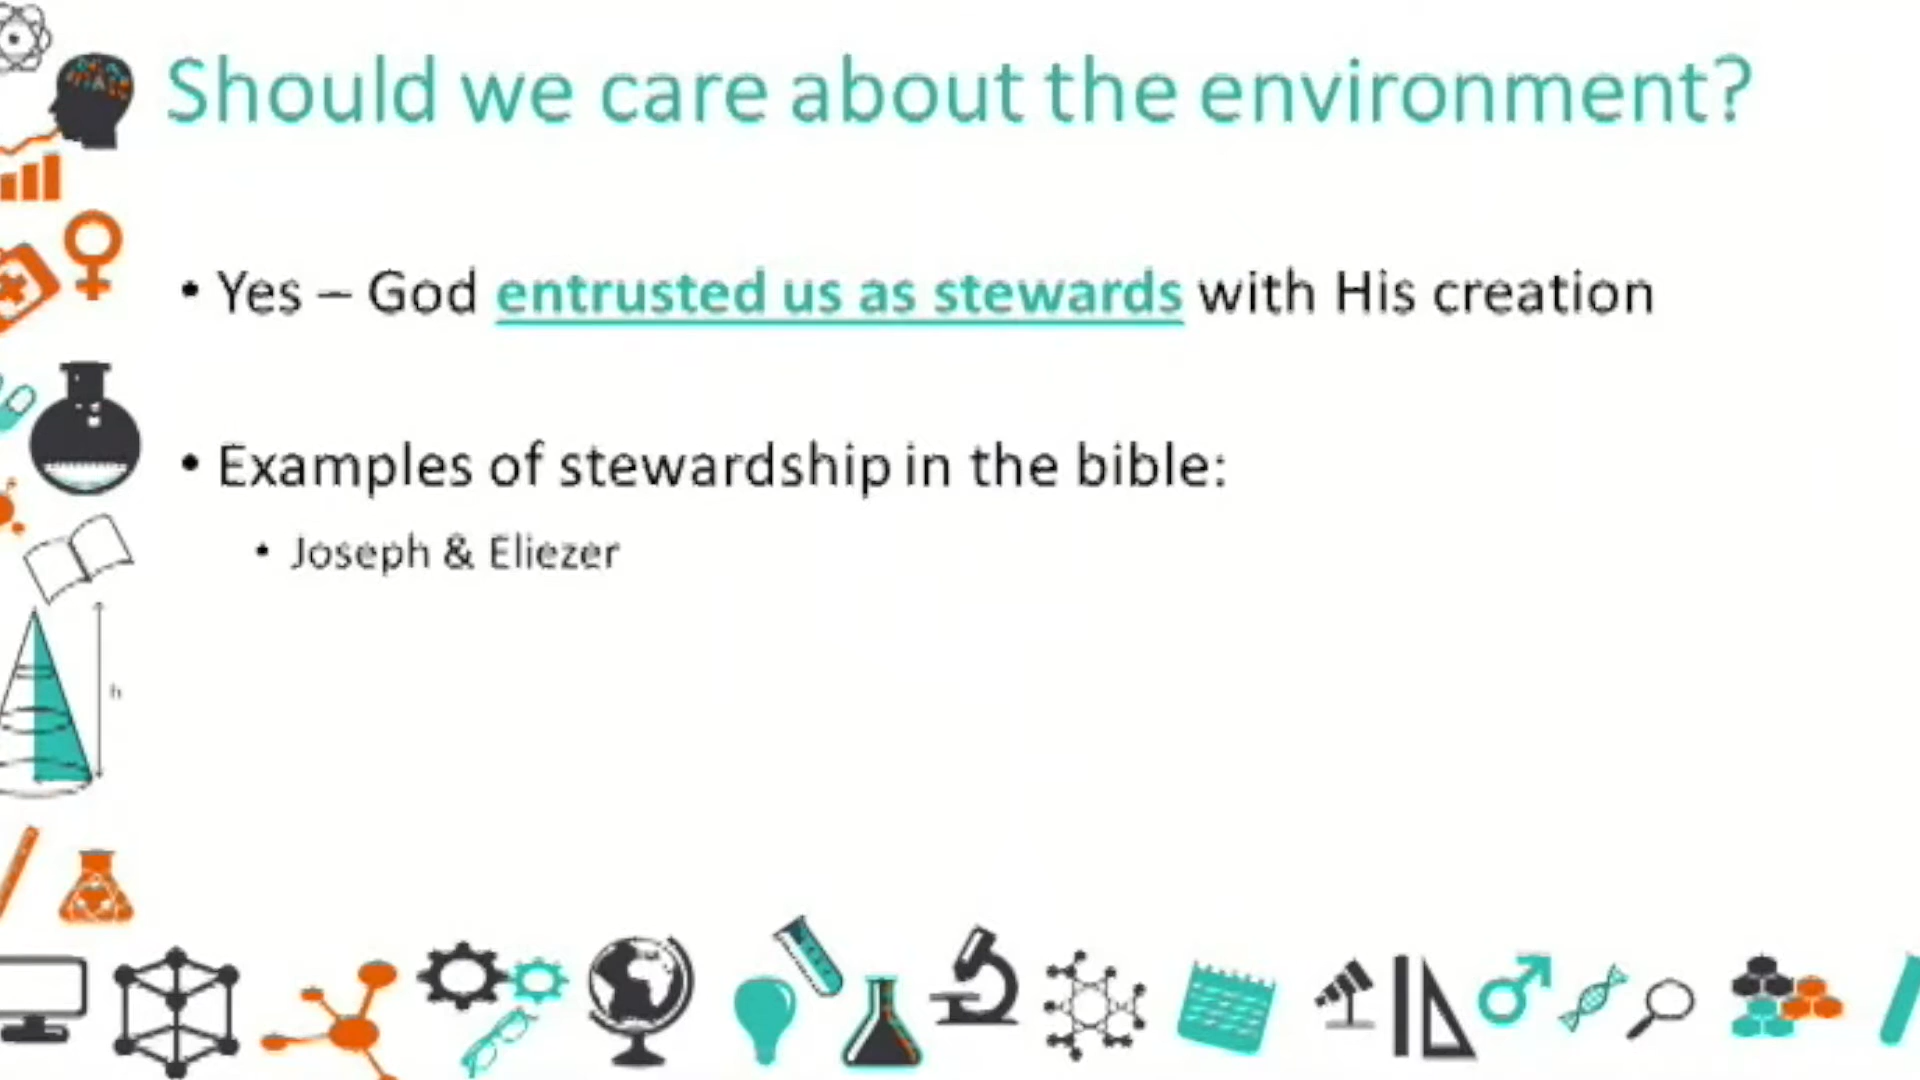 Should we care about the environment?
• Yes – God entrusted us as stewards with His creation
• Examples of stewardship in the bible:
• Joseph & Eliezer
h